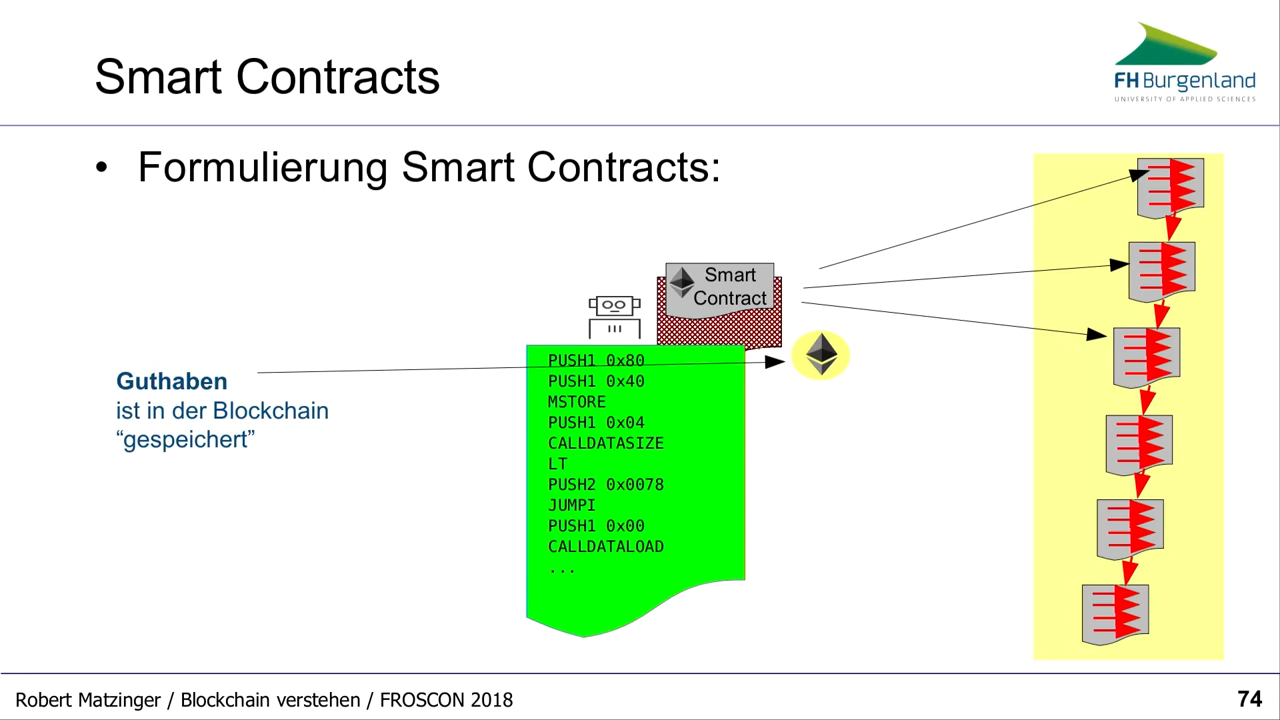 Smart Contracts
FH Burgenland
UNIVERSITY OF APPLIED SCIENCES
• Formulierung Smart Contracts:
Smart
Contract
Guthaben
ist in der Blockchain
“gespeichert”
PUSH1 0x80
PUSH1 0x40
MSTORE
PUSH1 0x04
CALLDATASIZE
LT
PUSH2 0x0078
JUMPI
PUSH1 0x00
CALLDATALOAD
...
Robert Matzinger / Blockchain verstehen / FROSCON 2018
74